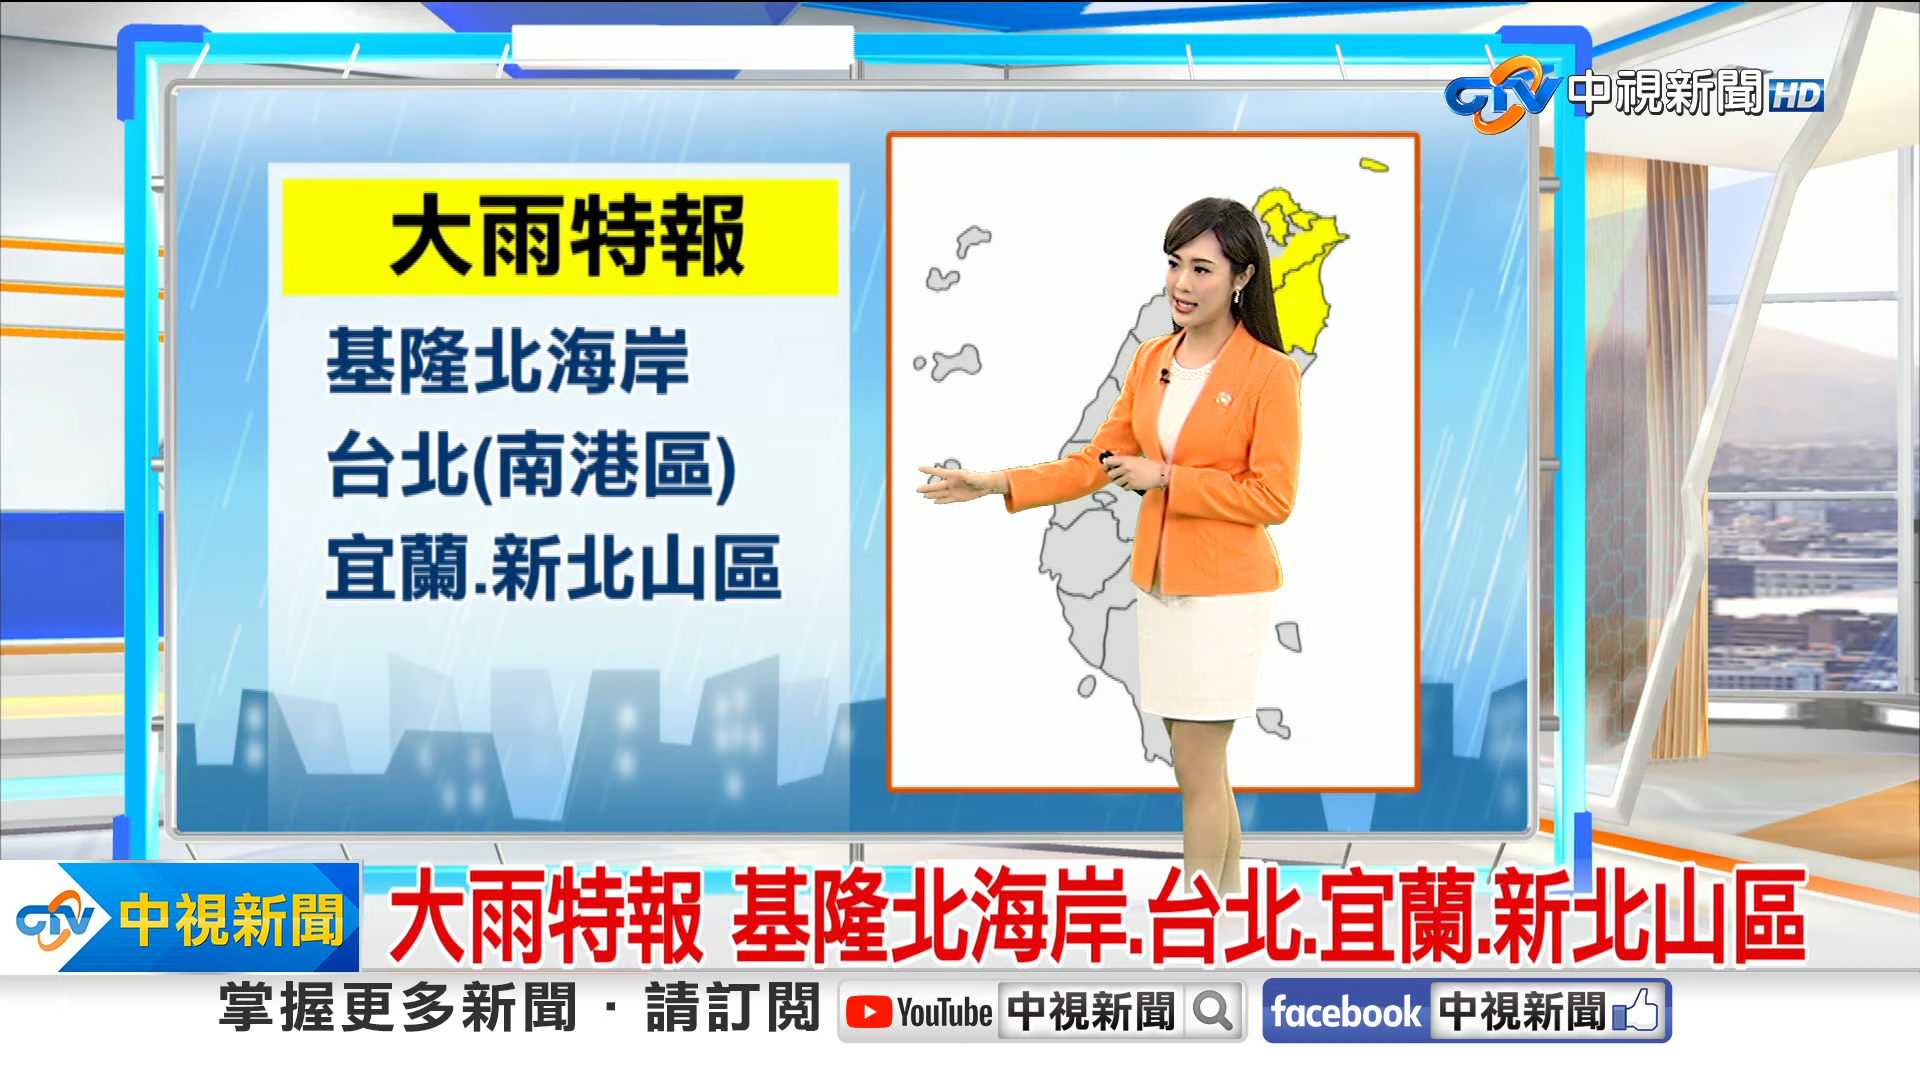 CTV 中視新聞 HD
大雨特報
基隆北海岸
台北(南港區)
宜蘭.新北山區
CTV 中視新聞
大雨特報 基隆北海岸.台北.宜蘭.新北山區
掌握更多新聞·請訂閱 YouTube 中視新聞 facebook 中視新聞